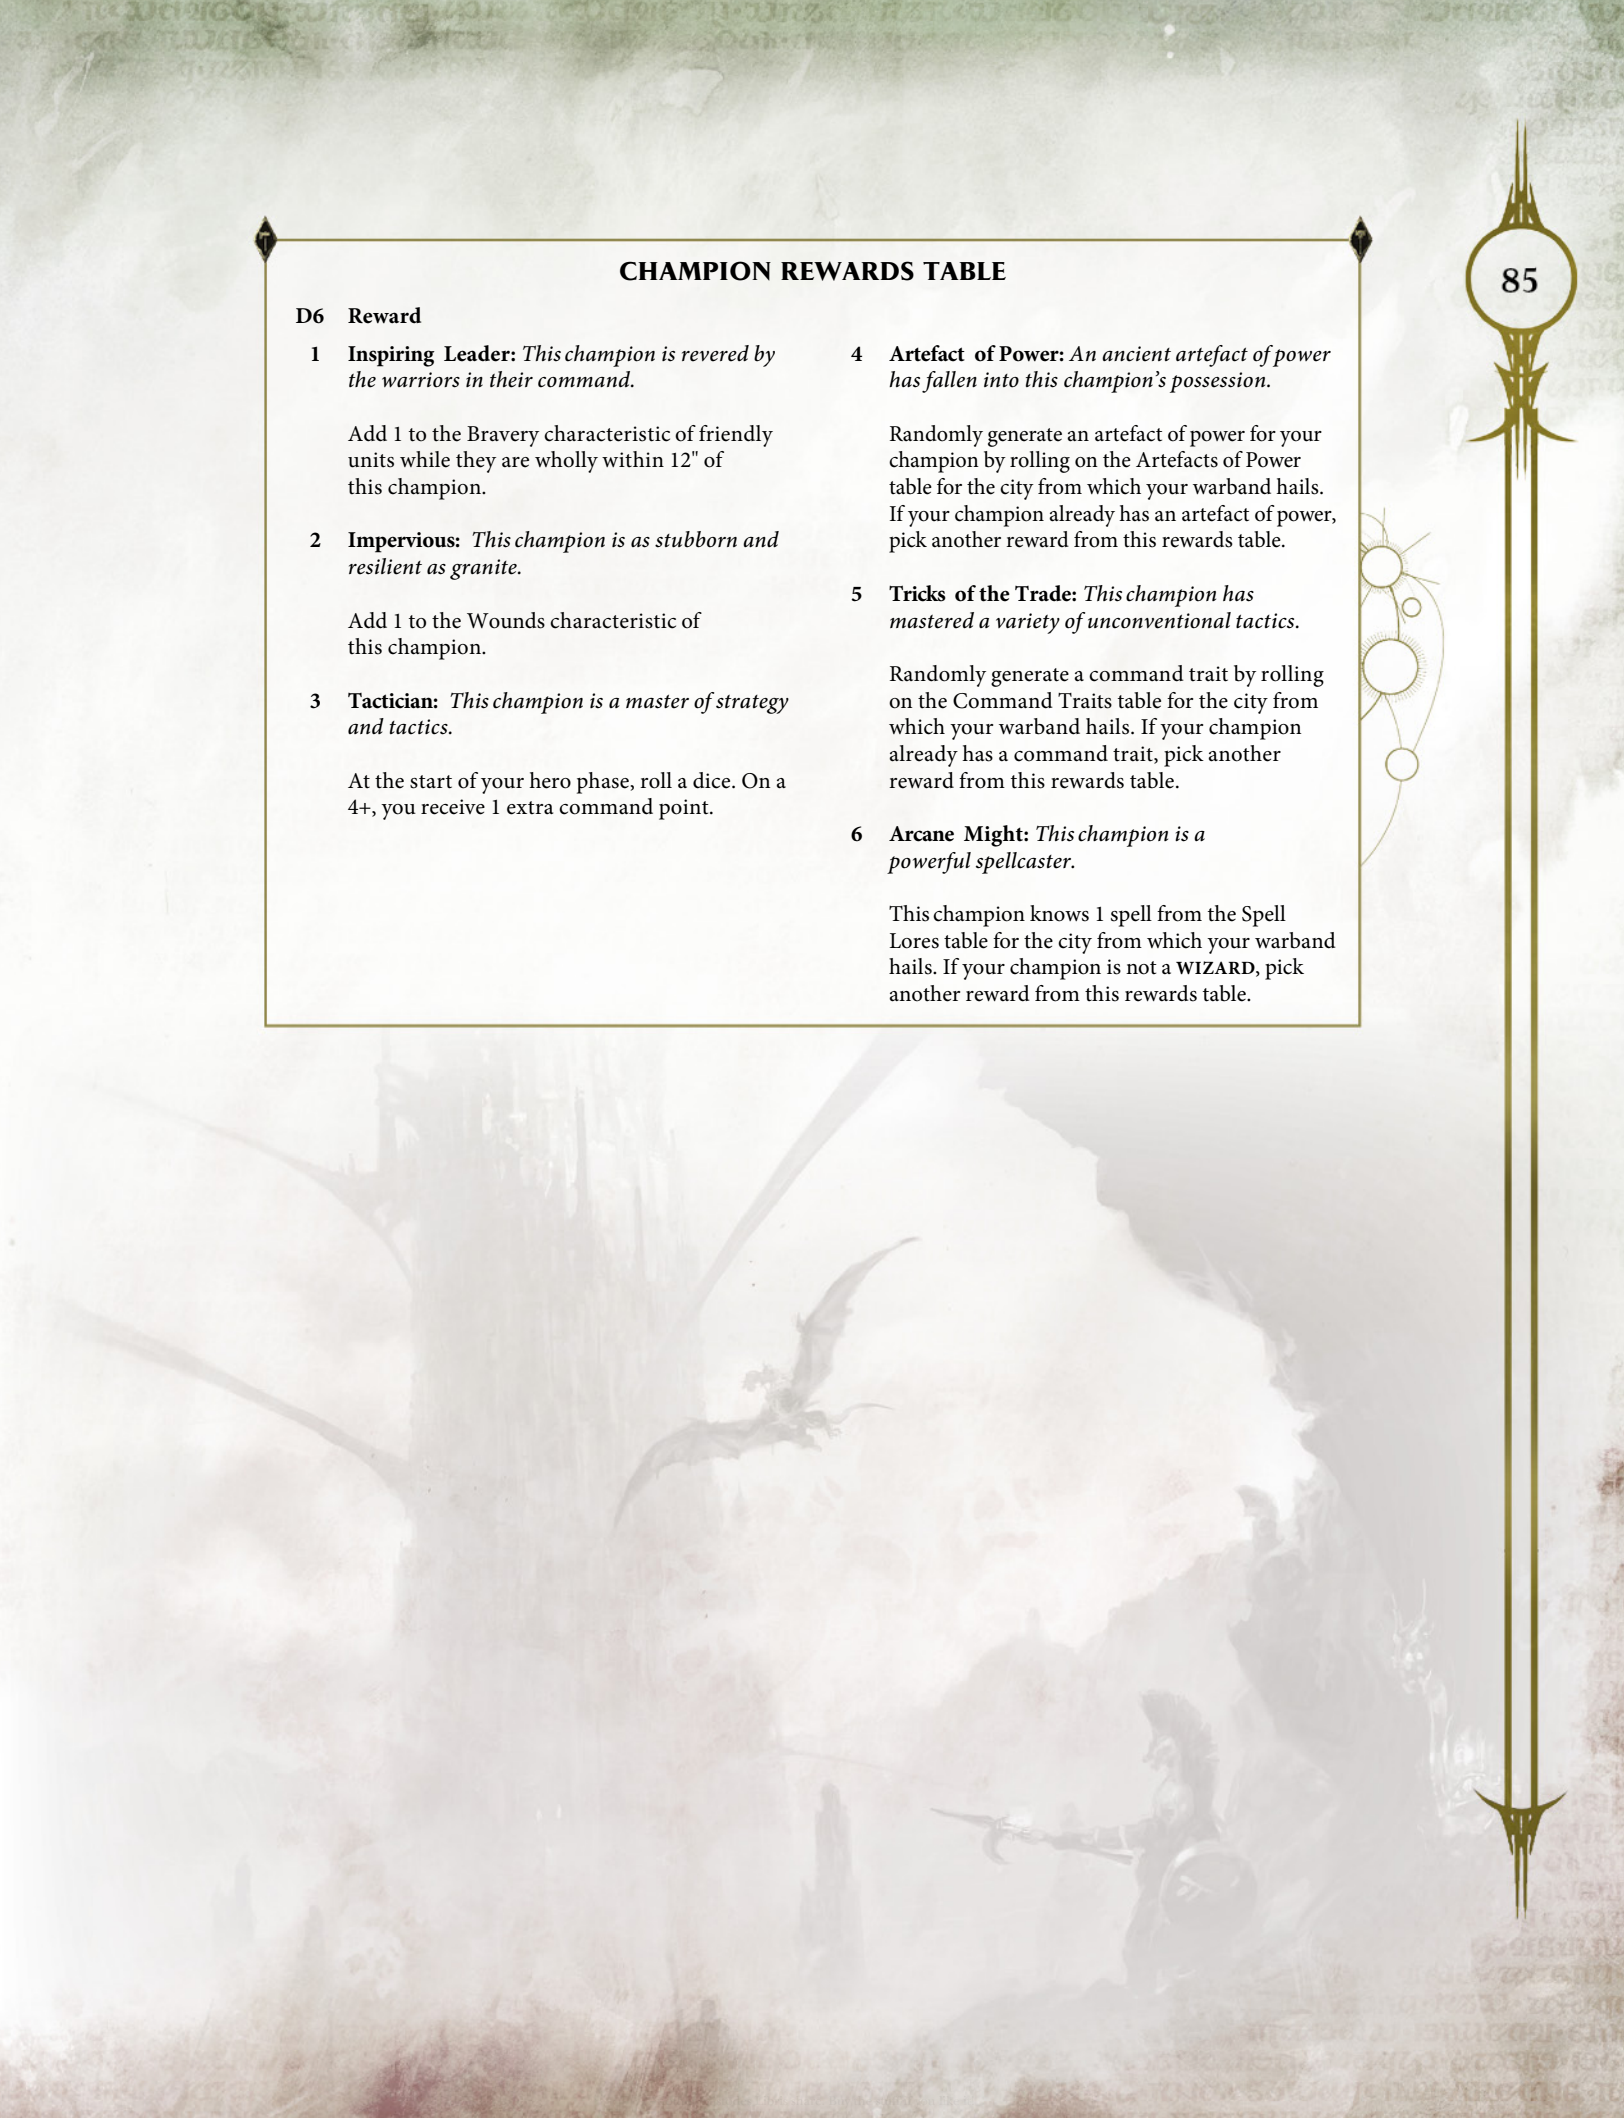 CHAMPION REWARDS TABLE
D6 Reward
1 Inspiring Leader: This champion is revered by
the warriors in their command.
Add 1 to the Bravery characteristic of friendly
units while they are wholly within 12" of
this champion.
2 Impervious: This champion is as stubborn and
resilient as granite.
Add 1 to the Wounds characteristic of
this champion.
3 Tactician: This champion is a master of strategy
and tactics.
At the start of your hero phase, roll a dice. On a
4+, you receive 1 extra command point.
4 Artefact of Power: An ancient artefact of power
has fallen into this champion’s possession.
Randomly generate an artefact of power for your
champion by rolling on the Artefacts of Power
table for the city from which your warband hails.
If your champion already has an artefact of power,
pick another reward from this rewards table.
5 Tricks of the Trade: This champion has
mastered a variety of unconventional tactics.
Randomly generate a command trait by rolling
on the Command Traits table for the city from
which your warband hails. If your champion
already has a command trait, pick another
reward from this rewards table.
6 Arcane Might: This champion is a
powerful spellcaster.
This champion knows 1 spell from the Spell
Lores table for the city from which your warband
hails. If your champion is not a WIZARD, pick
another reward from this rewards table.
85